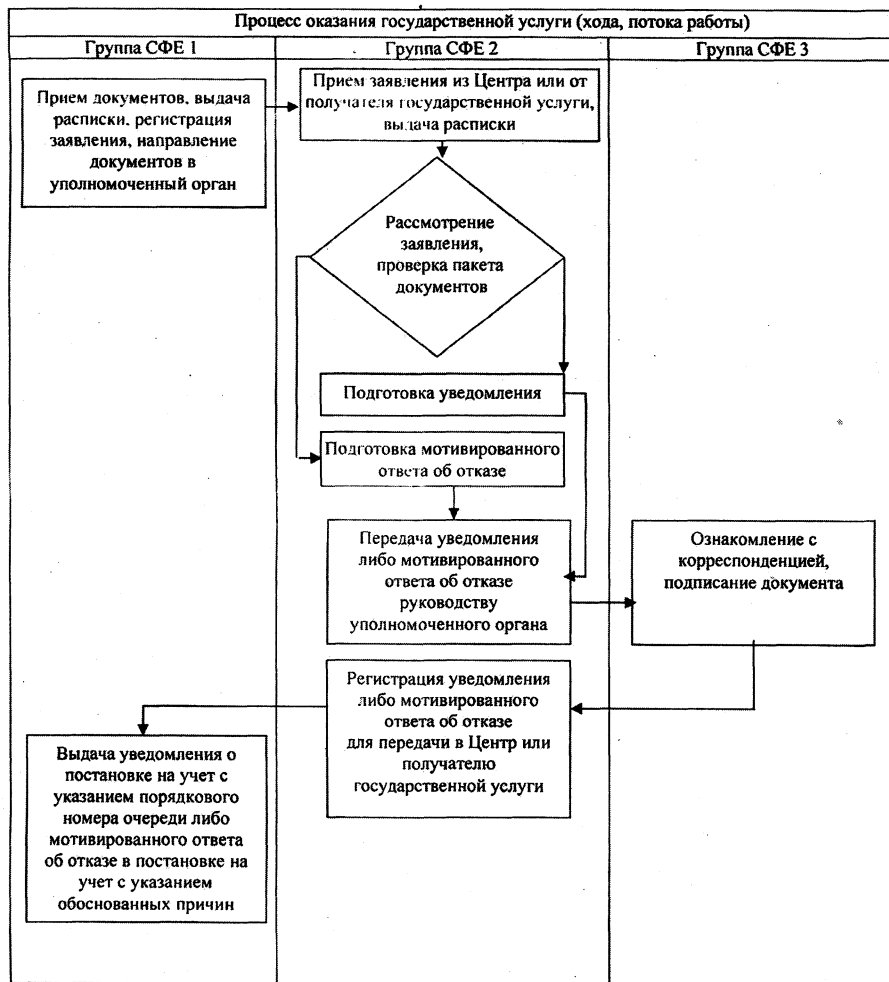 Процесс оказания государственной услуги (хода, потока работы)
Группа СФЕ 1
Группа СФЕ 2
Группа СФЕ 3
Прием документов, выдача
расписки, регистрация
заявления, направление
документов в
уполномоченный орган
Прием заявления из Центра или от
получателя государственной услуги,
выдача расписки
Рассмотрение
заявления,
проверка пакета
документов
Подготовка уведомления
Подготовка мотивированного
ответа об отказе
Передача уведомления
либо мотивированного
ответа об отказе
руководству
уполномоченного органа
Ознакомление с
корреспонденцией,
подписание документа
Регистрация уведомления
либо мотивированного
ответа об отказе
для передачи в Центр или
получателю
государственной услуги
Выдача уведомления о
постановке на учет с
указанием порядкового
номера очереди либо
мотивированного ответа
об отказе в постановке на
учет с указанием
обоснованных причин